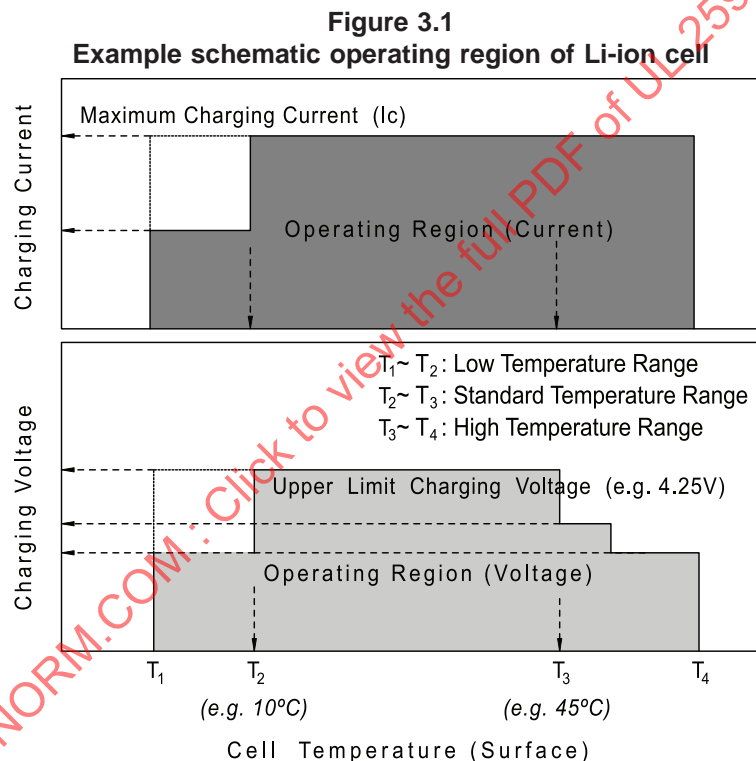 Figure 3.1
Example schematic operating region of Li-ion cell
Maximum Charging Current (Ic)
Charging Current
Operating Region (Current)
T₁~ T₂ : Low Temperature Range
T₂~ T₃ : Standard Temperature Range
T₃~ T₄ : High Temperature Range
Charging Voltage
Upper Limit Charging Voltage (e.g. 4.25V)
Operating Region (Voltage)
T₁ T₂ T₃ T₄
(e.g. 10ºC) (e.g. 45ºC)
Cell Temperature (Surface)
NORM.COM : Click to view the full PDF of UL 259